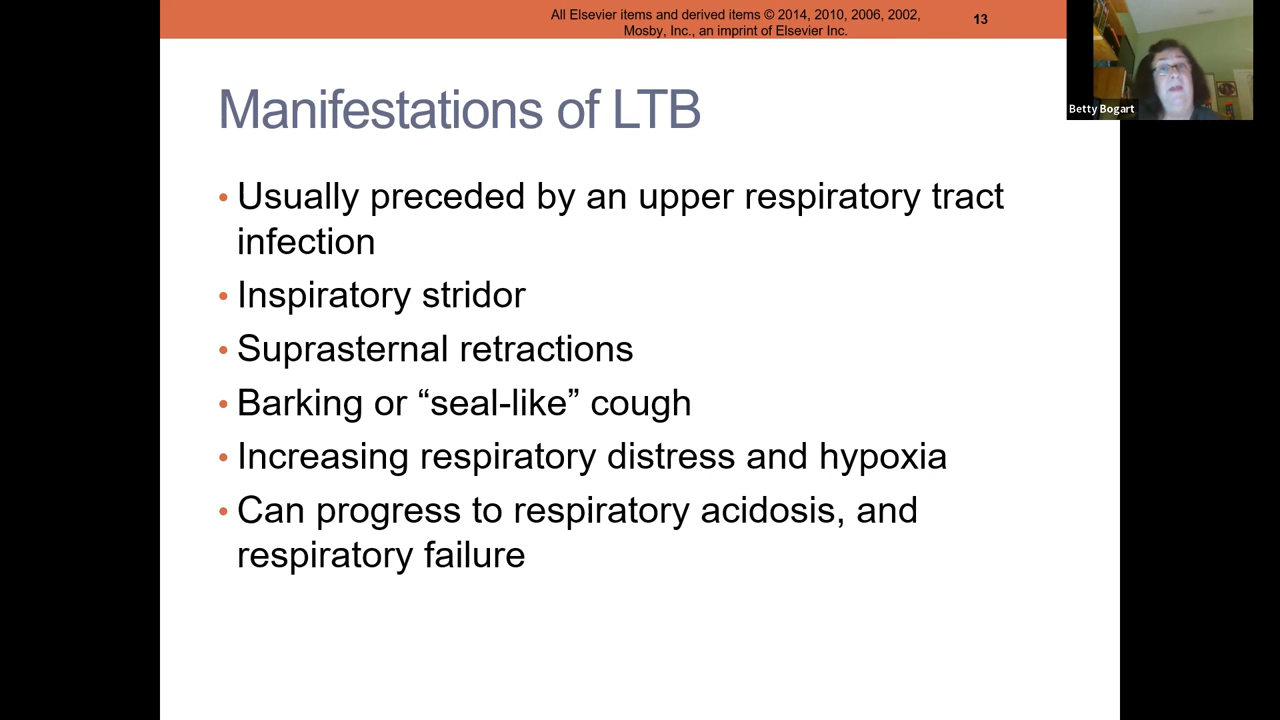 All Elsevier items and derived items © 2014, 2010, 2006, 2002,
Mosby, Inc., an imprint of Elsevier Inc.
13
Betty Bogart
Manifestations of LTB
• Usually preceded by an upper respiratory tract
infection
• Inspiratory stridor
• Suprasternal retractions
• Barking or “seal-like” cough
• Increasing respiratory distress and hypoxia
• Can progress to respiratory acidosis, and
respiratory failure